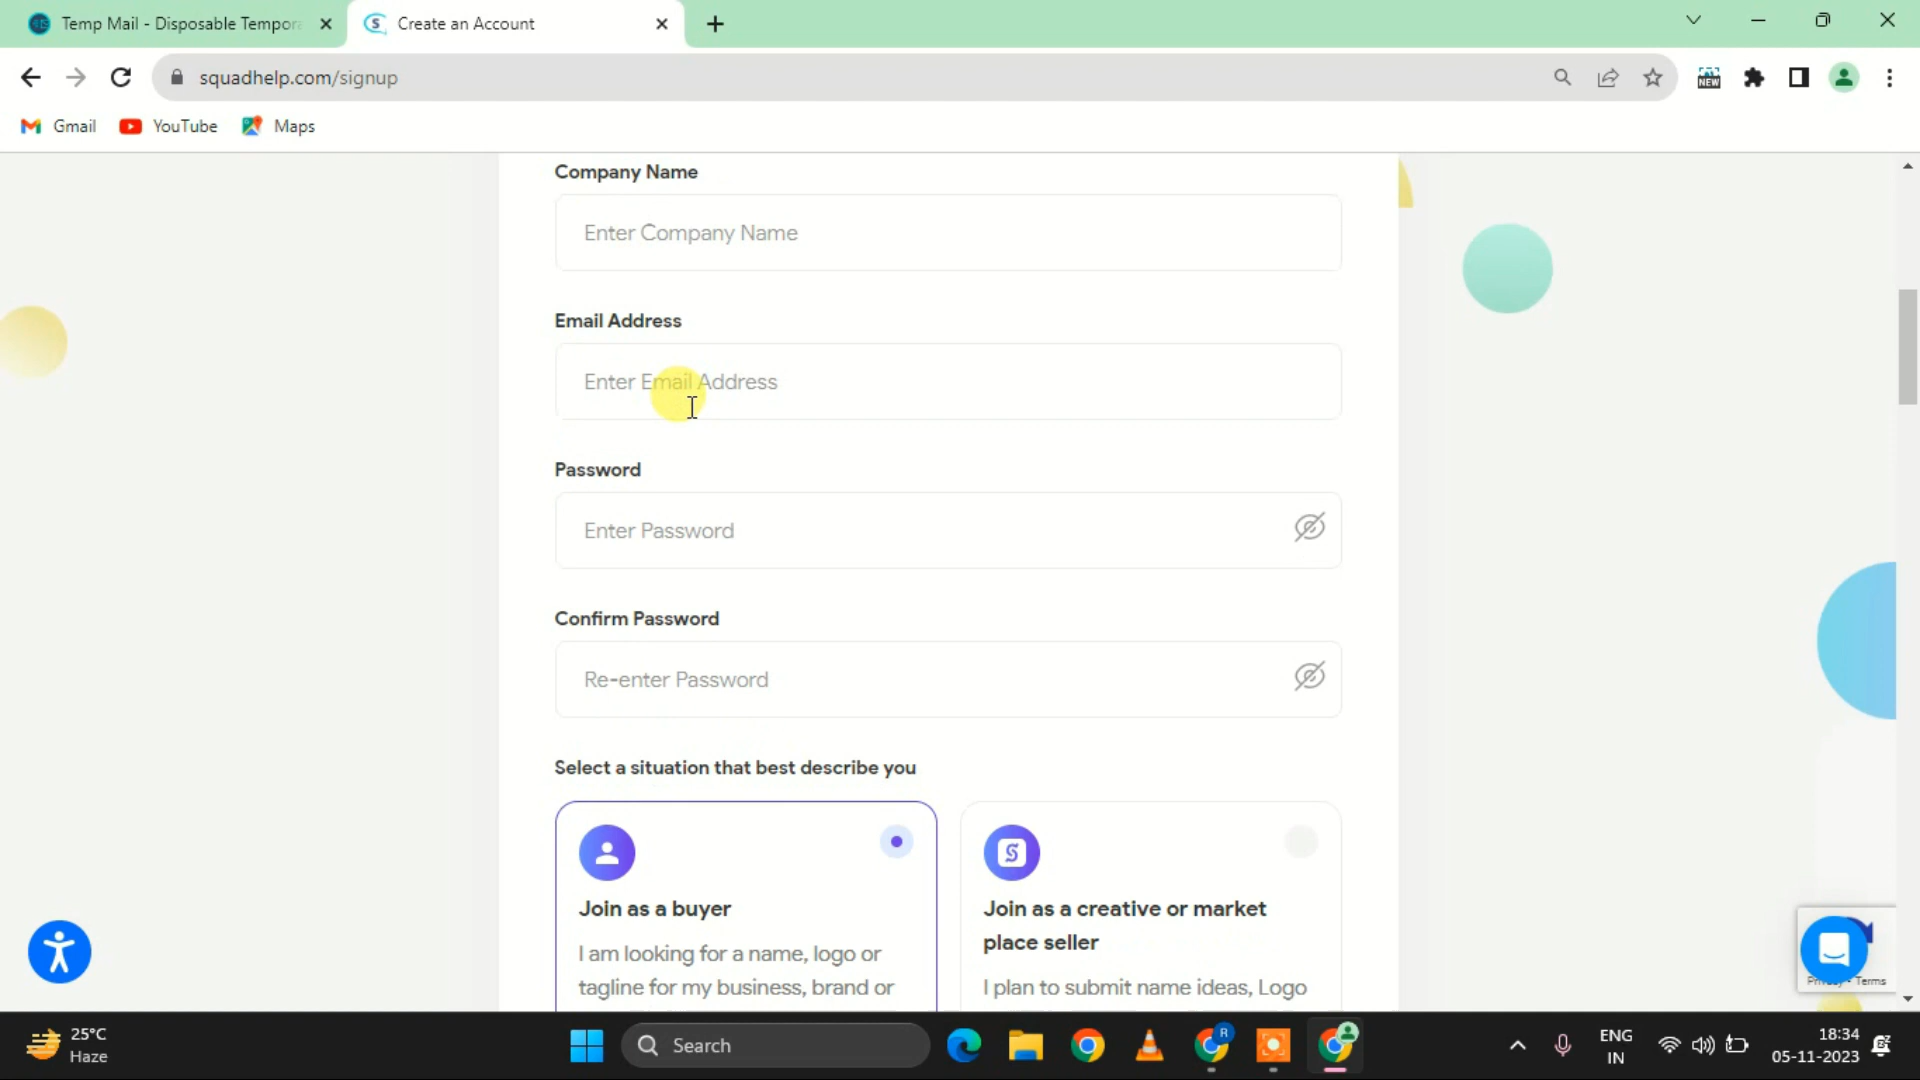 Temp Mail - Disposable Tempor
Create an Account
squadhelp.com/signup
NEW
Gmail
YouTube
Maps
Company Name
Enter Company Name
Email Address
Enter Email Address
Password
Enter Password
Confirm Password
Re-enter Password
Select a situation that best describe you
Join as a buyer
I am looking for a name, logo or
tagline for my business, brand or
Join as a creative or market
place seller
I plan to submit name ideas, Logo
Privacy - Terms
25°C
Haze
Search
R
ENG
IN
18:34
05-11-2023